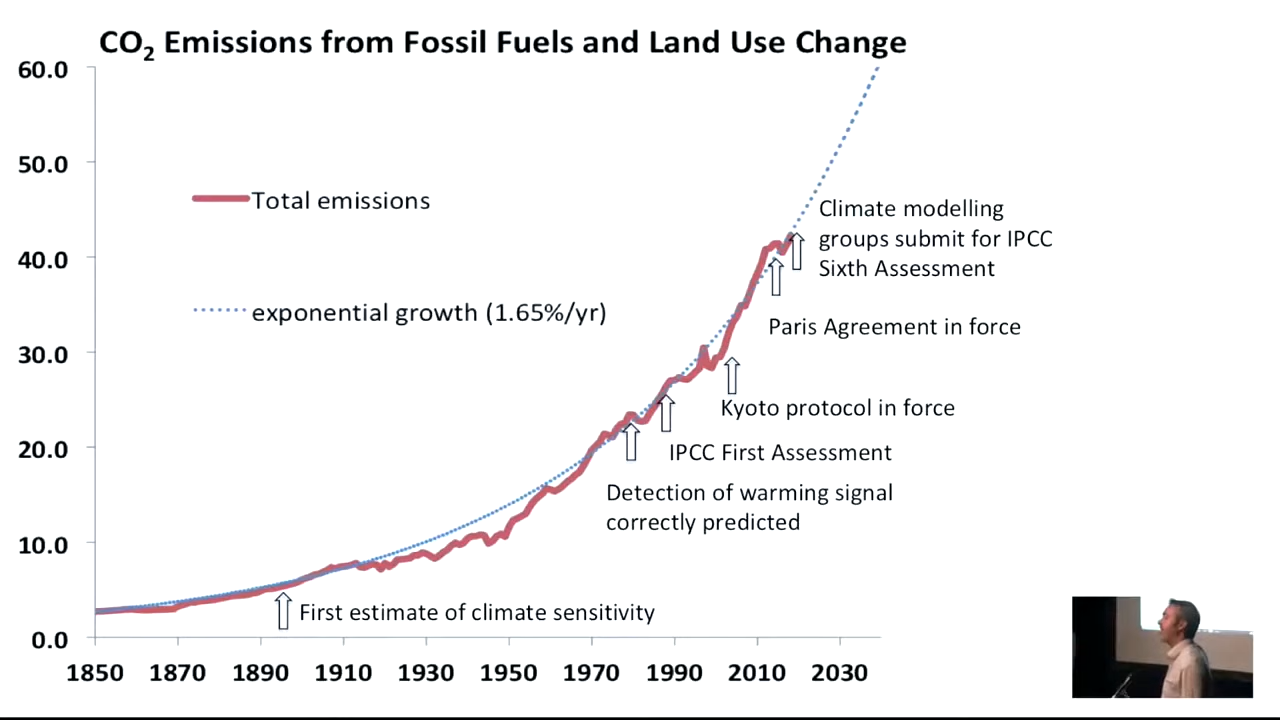 CO₂ Emissions from Fossil Fuels and Land Use Change
60.0
50.0
40.0
30.0
20.0
10.0
0.0
Total emissions
exponential growth (1.65%/yr)
Climate modelling
groups submit for IPCC
Sixth Assessment
Paris Agreement in force
Kyoto protocol in force
IPCC First Assessment
Detection of warming signal
correctly predicted
First estimate of climate sensitivity
1850 1870 1890 1910 1930 1950 1970 1990 2010 2030